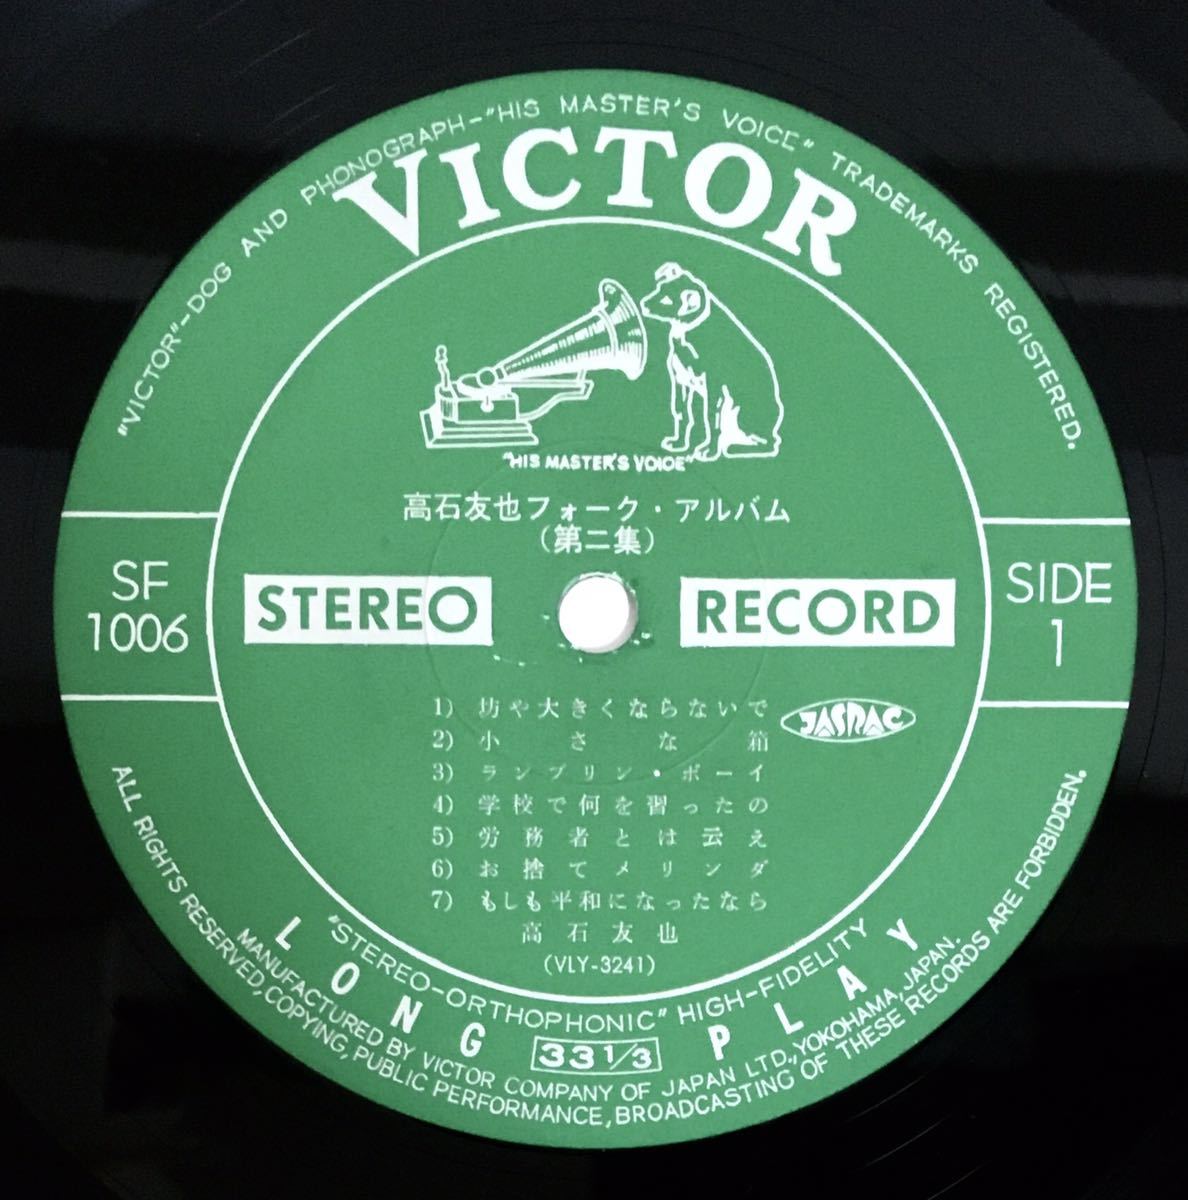 "VICTOR"-DOG AND PHONOGRAPH-"HIS MASTER'S VOICE" TRADEMARKS REGISTERED.
VICTOR
"HIS MASTER'S VOICE"
高石友也フォーク・アルバム
(第二集)
SF
1006
STEREO
RECORD
SIDE
1
1) 坊や大きくならないで
2) 小さな箱
3) ランブリン・ボーイ
4) 学校で何を習ったの
5) 労務者とは云え
6) お捨てメリンダ
7) もしも平和になったなら
高石友也
(VLY-3241)
JASRAC
"STEREO-ORTHOPHONIC" HIGH-FIDELITY
LONG PLAY
33 1/3
MANUFACTURED BY VICTOR COMPANY OF JAPAN LTD., YOKOHAMA, JAPAN.
ALL RIGHTS RESERVED, COPYING, PUBLIC PERFORMANCE, BROADCASTING OF THESE RECORDS ARE FORBIDDEN.